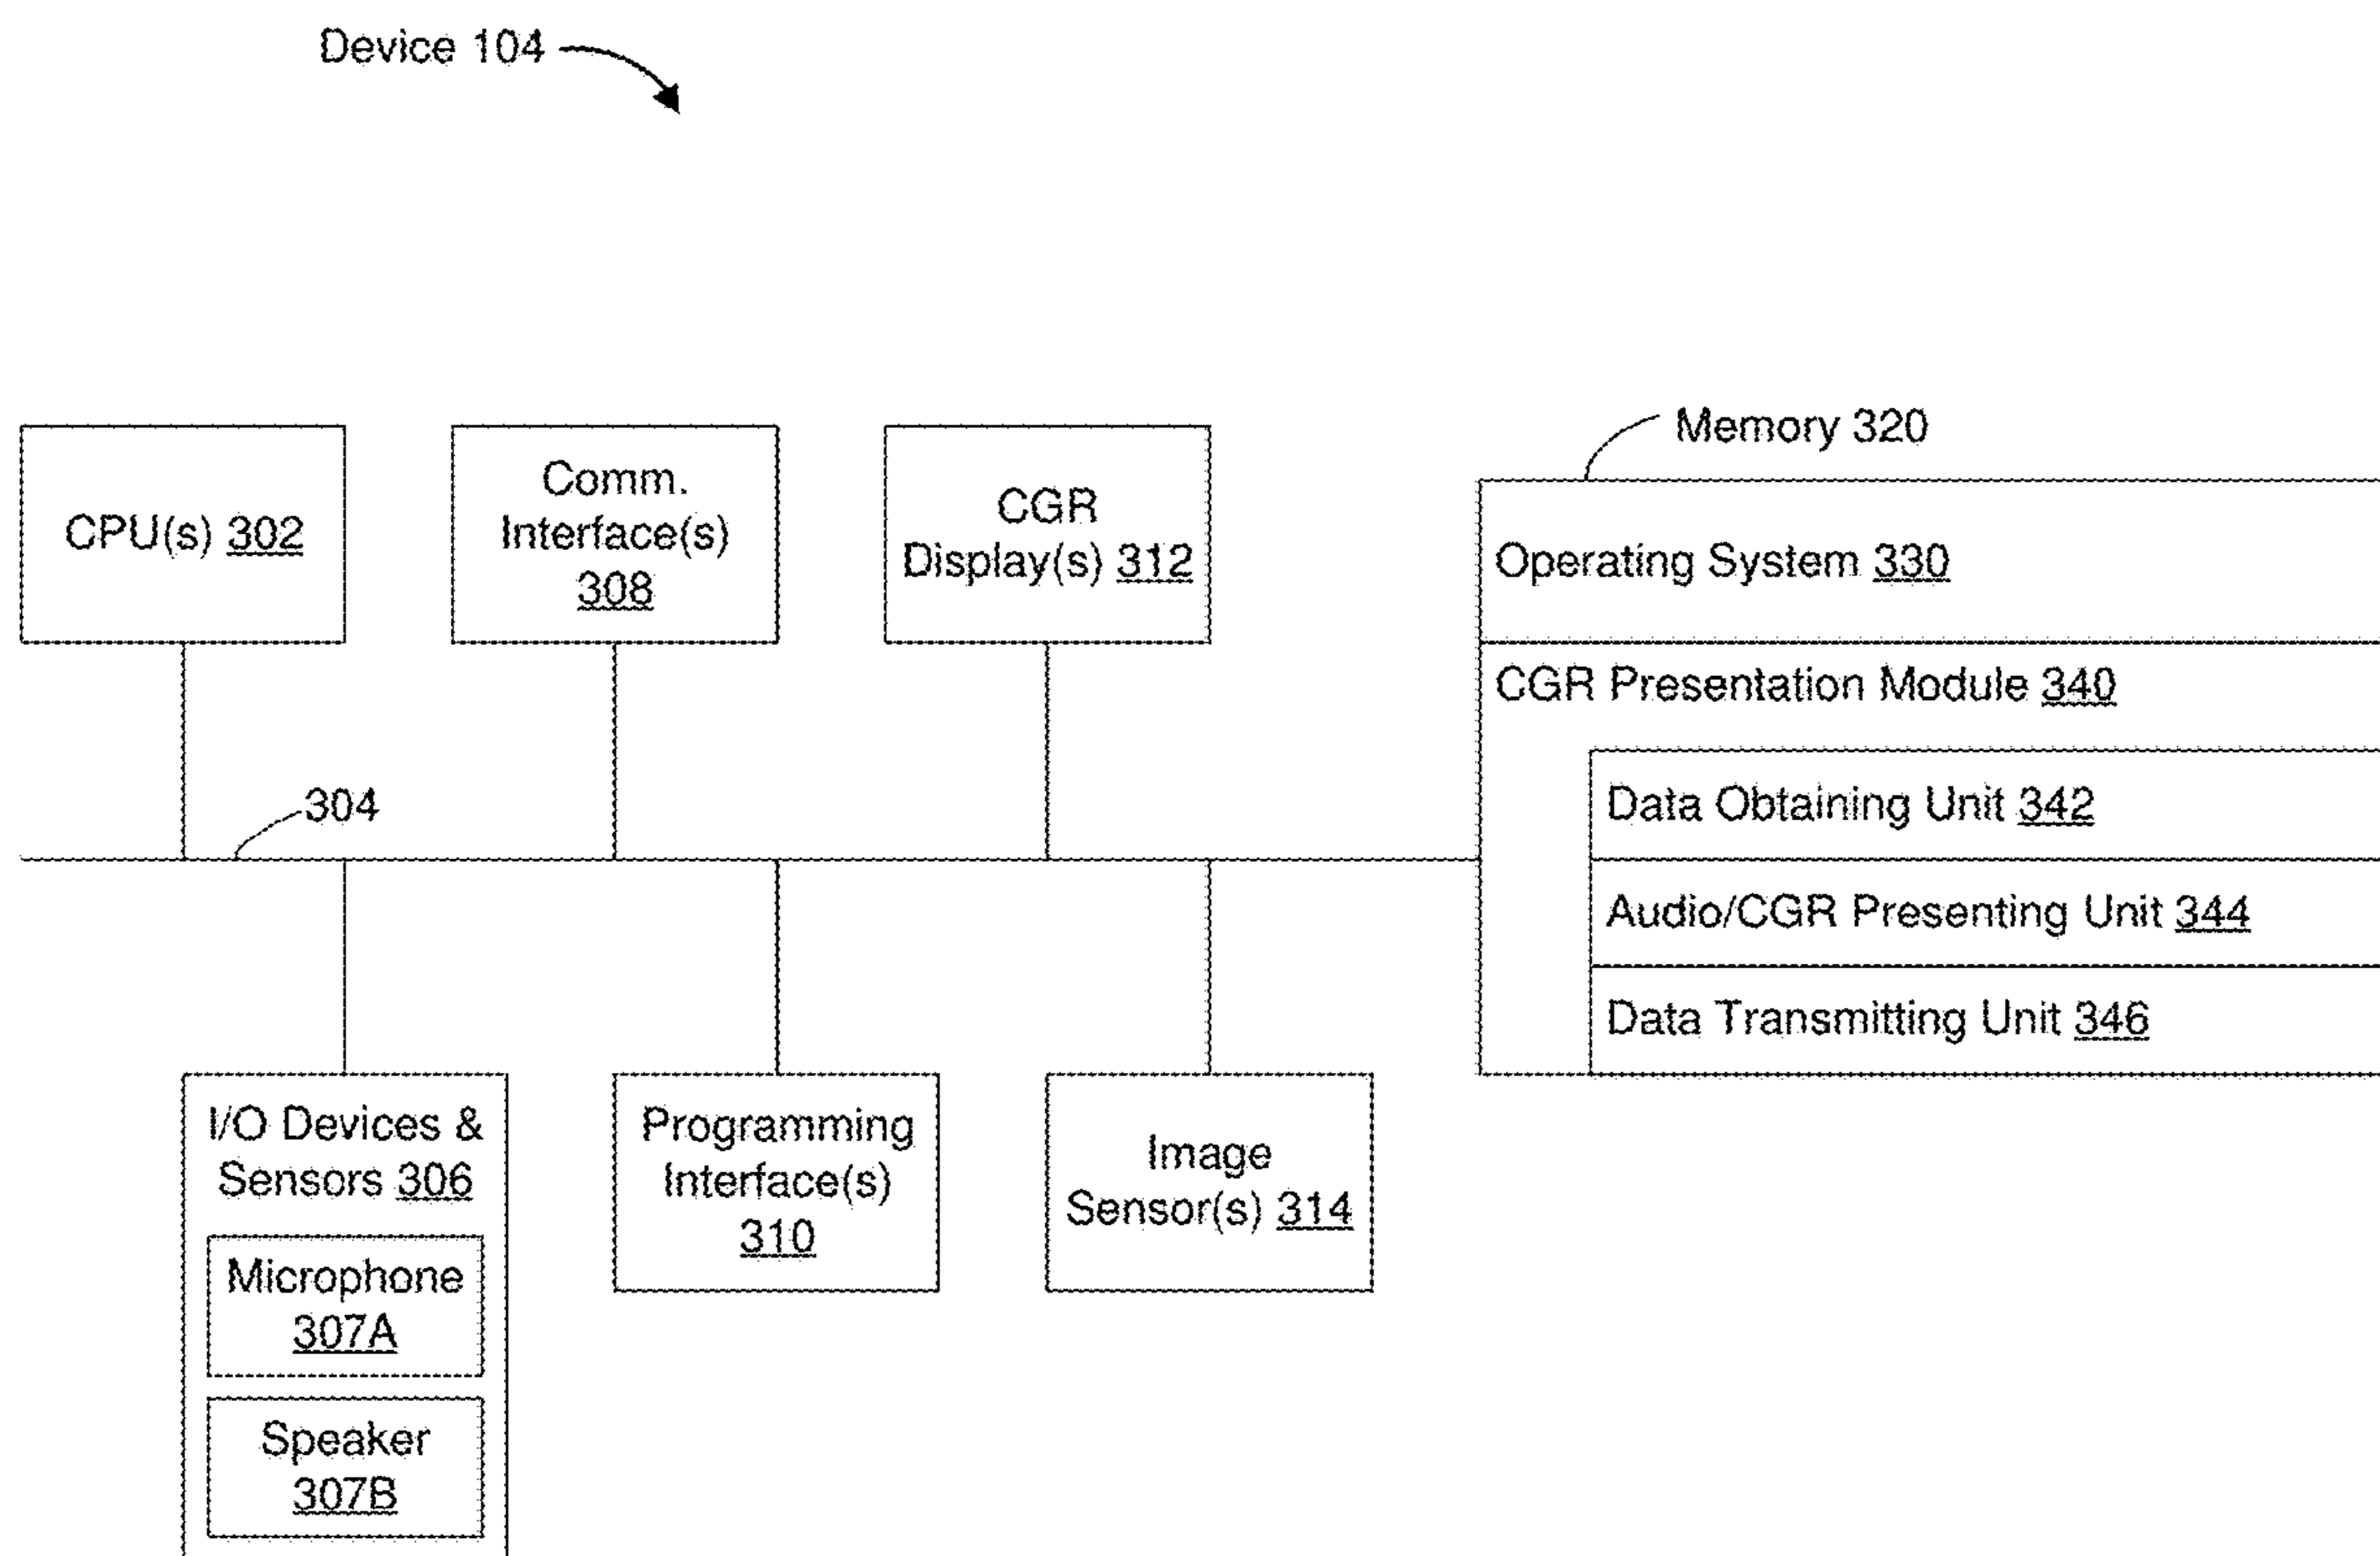 Device 104
CPU(s) 302
Comm.
Interface(s)
308
CGR
Display(s) 312
Memory 320
Operating System 330
CGR Presentation Module 340
Data Obtaining Unit 342
Audio/CGR Presenting Unit 344
Data Transmitting Unit 346
304
I/O Devices &
Sensors 306
Microphone
307A
Speaker
307B
Programming
Interface(s)
310
Image
Sensor(s) 314